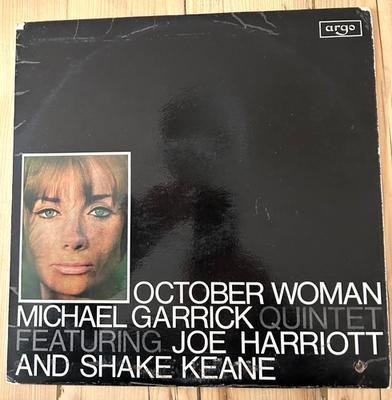 argo
OCTOBER WOMAN
MICHAEL GARRICK QUINTET
FEATURING JOE HARRIOTT
AND SHAKE KEANE